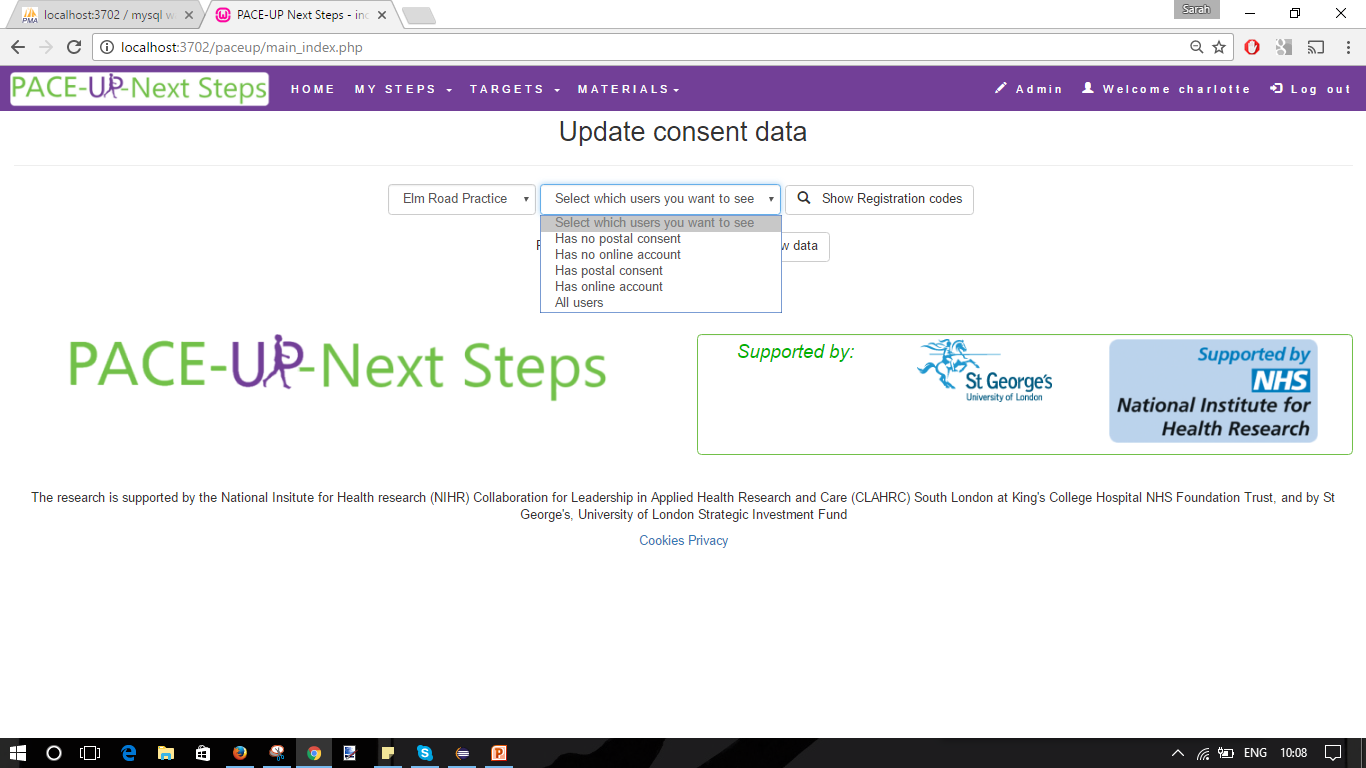 Sarah
localhost:3702 / mysql w
PACE-UP Next Steps - inc
localhost:3702/paceup/main_index.php
PACE-UP-Next Steps HOME MY STEPS TARGETS MATERIALS Admin Welcome charlotte Log out
Update consent data
Elm Road Practice Select which users you want to see Show Registration codes
Select which users you want to see
Has no postal consent
Has no online account
Has postal consent
Has online account
All users
data
PACE-UP-Next Steps
Supported by:
St George's
University of London
Supported by
NHS
National Institute for
Health Research
The research is supported by the National Insitute for Health research (NIHR) Collaboration for Leadership in Applied Health Research and Care (CLAHRC) South London at King's College Hospital NHS Foundation Trust, and by St
George's, University of London Strategic Investment Fund
Cookies Privacy
ENG 10:08